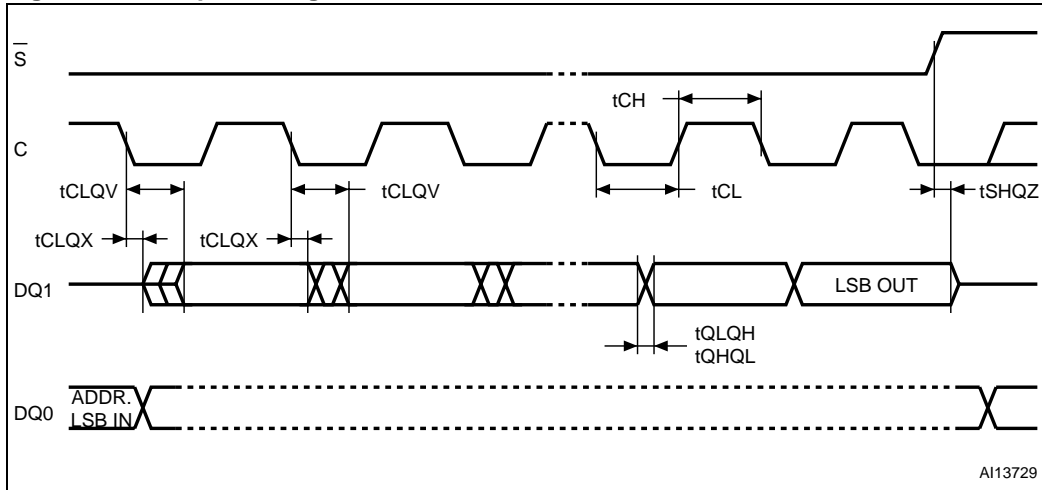 S
tCH
C
tCLQV
tCLQV
tCL
tSHQZ
tCLQX
tCLQX
DQ1
LSB OUT
tQLQH
tQHQL
DQ0
ADDR.
LSB IN
AI13729